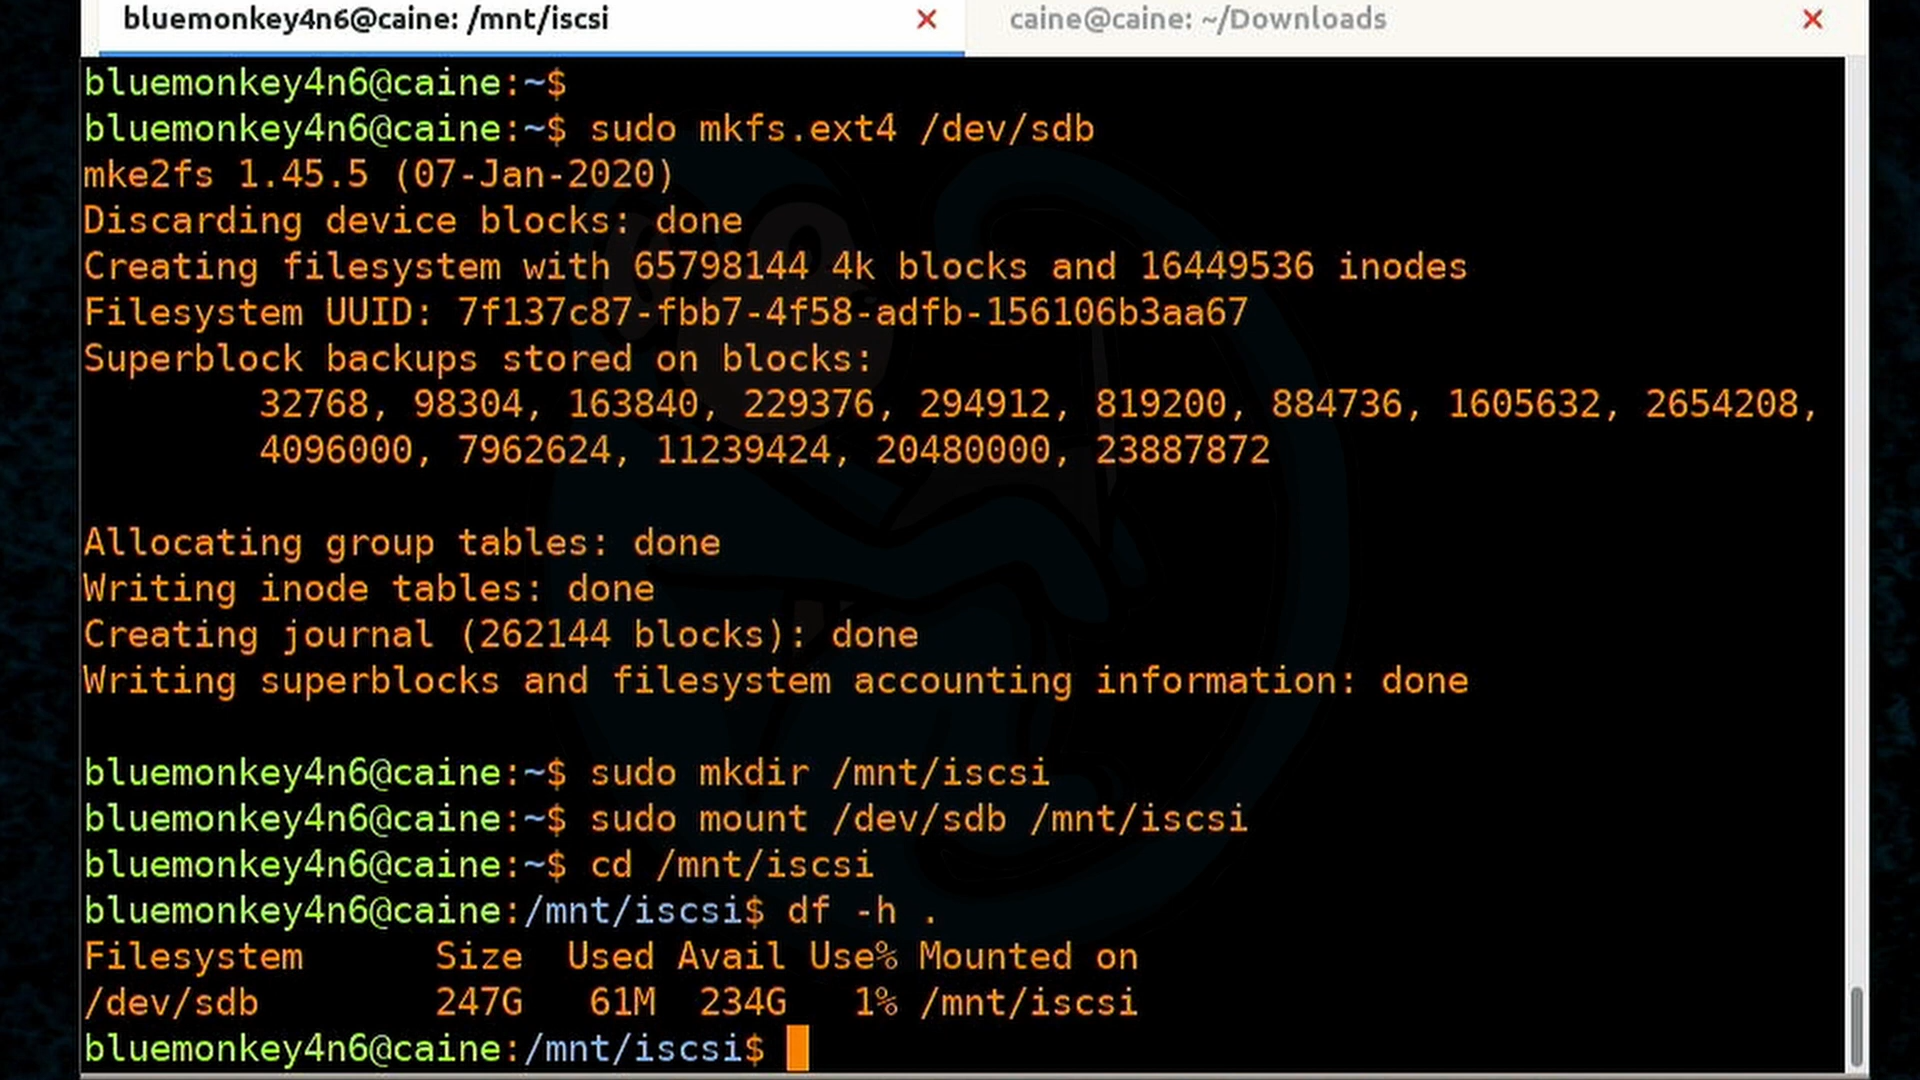 bluemonkey4n6@caine: /mnt/iscsi
caine@caine: ~/Downloads
bluemonkey4n6@caine:~$
bluemonkey4n6@caine:~$ sudo mkfs.ext4 /dev/sdb
mke2fs 1.45.5 (07-Jan-2020)
Discarding device blocks: done
Creating filesystem with 65798144 4k blocks and 16449536 inodes
Filesystem UUID: 7f137c87-fbb7-4f58-adfb-156106b3aa67
Superblock backups stored on blocks:
        32768, 98304, 163840, 229376, 294912, 819200, 884736, 1605632, 2654208,
        4096000, 7962624, 11239424, 20480000, 23887872
Allocating group tables: done
Writing inode tables: done
Creating journal (262144 blocks): done
Writing superblocks and filesystem accounting information: done
bluemonkey4n6@caine:~$ sudo mkdir /mnt/iscsi
bluemonkey4n6@caine:~$ sudo mount /dev/sdb /mnt/iscsi
bluemonkey4n6@caine:~$ cd /mnt/iscsi
bluemonkey4n6@caine:/mnt/iscsi$ df -h .
Filesystem      Size  Used Avail Use% Mounted on
/dev/sdb        247G   61M  234G   1% /mnt/iscsi
bluemonkey4n6@caine:/mnt/iscsi$